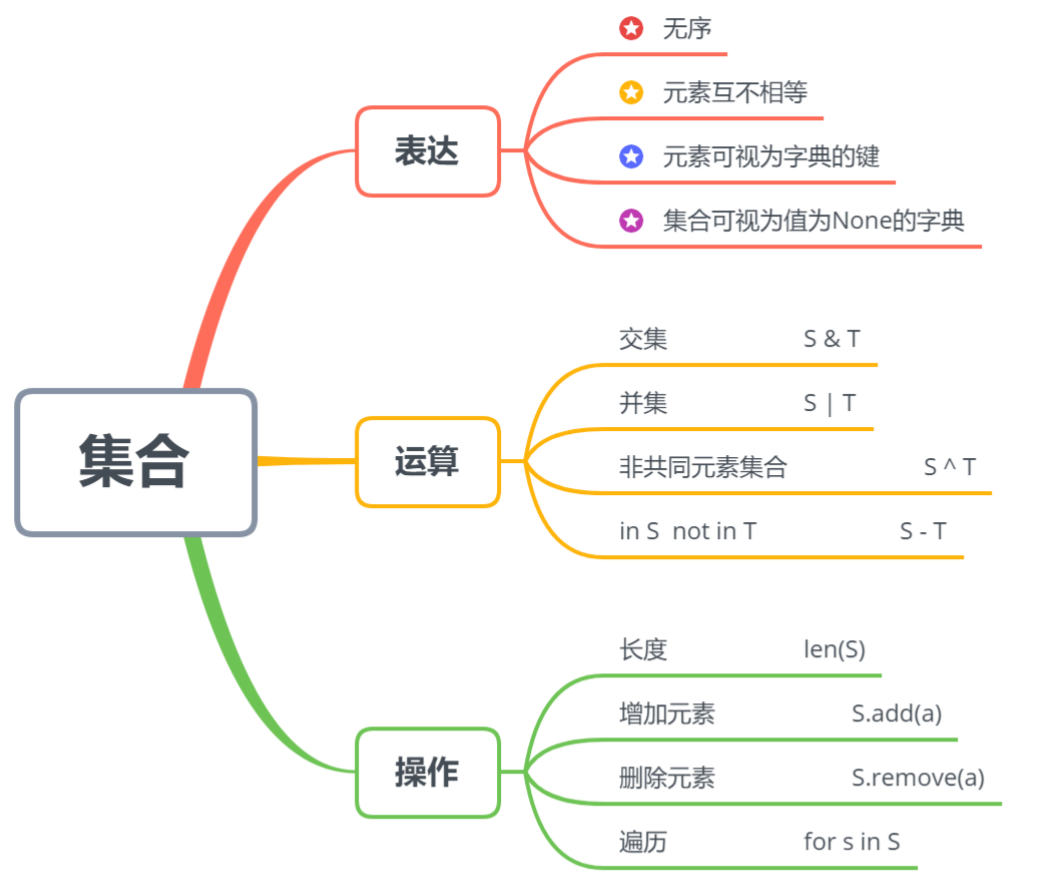 集合
表达
无序
元素互不相等
元素可视为字典的键
集合可视为值为None的字典
运算
交集 S & T
并集 S | T
非共同元素集合 S ^ T
in S not in T S - T
操作
长度 len(S)
增加元素 S.add(a)
删除元素 S.remove(a)
遍历 for s in S